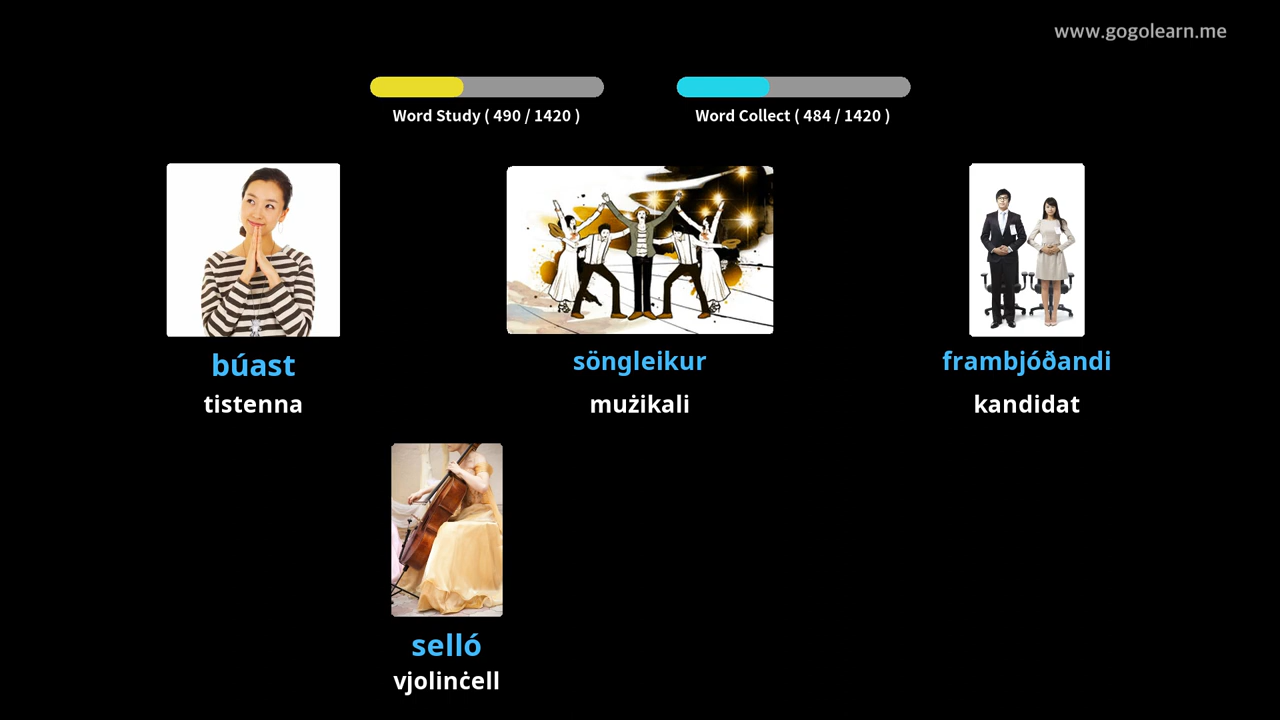 www.gogolearn.me
Word Study ( 490 / 1420 )
Word Collect ( 484 / 1420 )
búast
söngleikur
frambjóðandi
tistenna
mużikali
kandidat
selló
vjolinċell